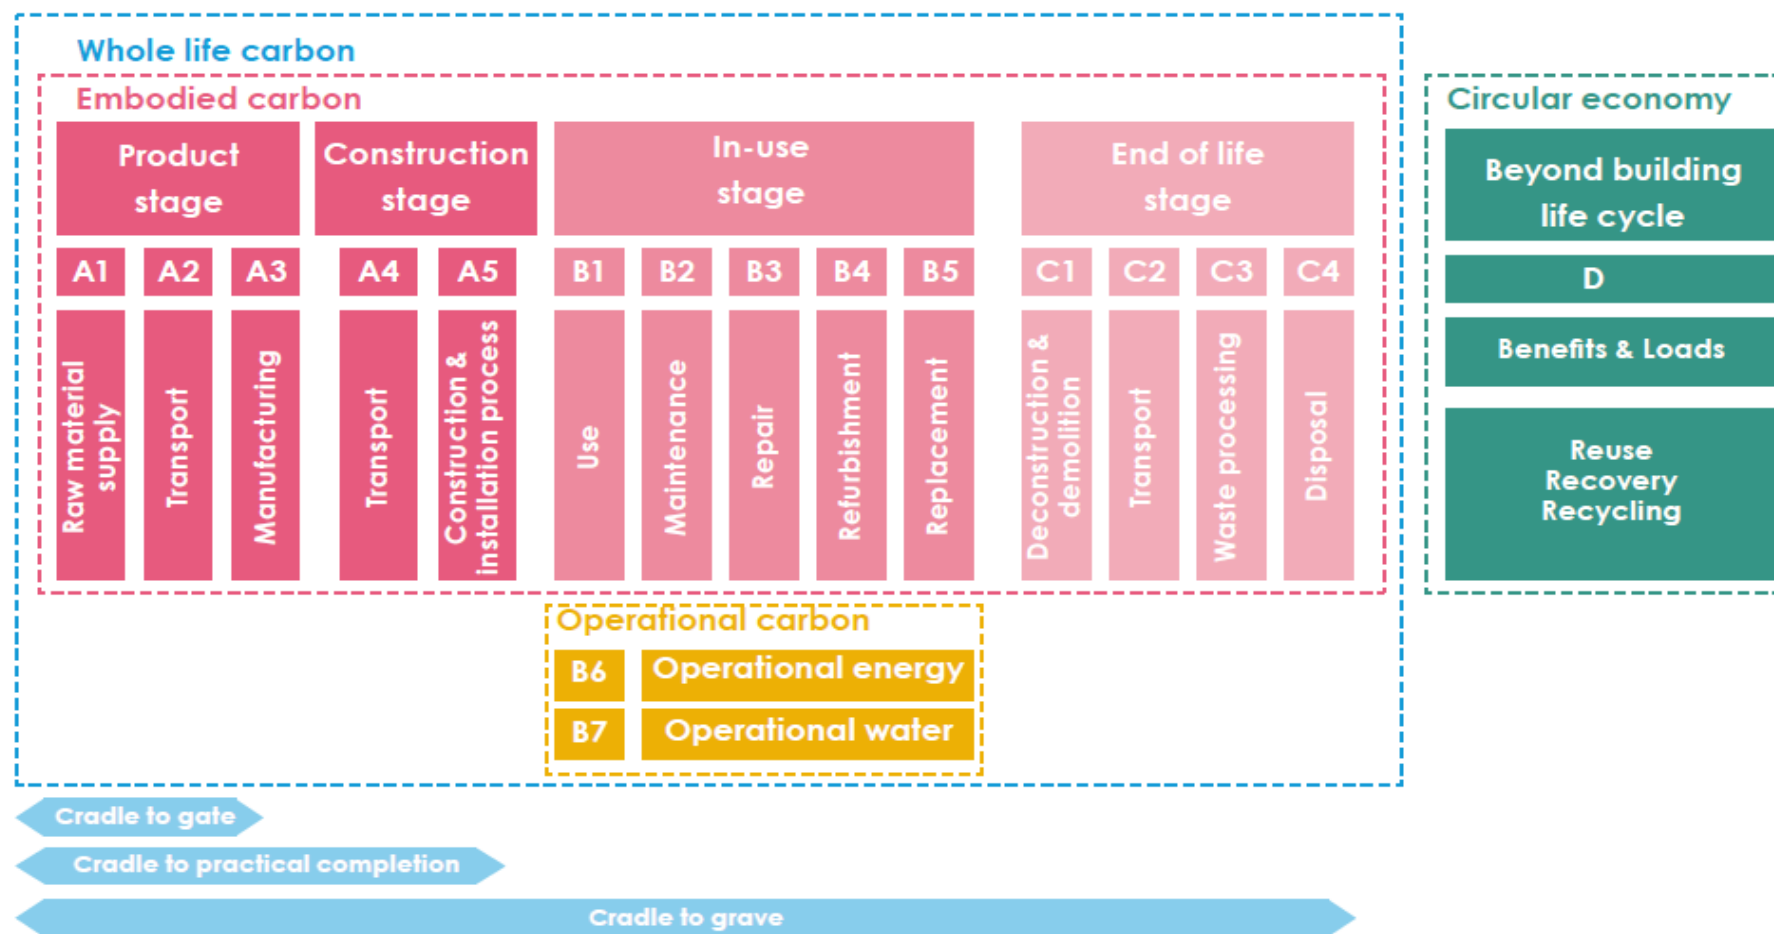 Whole life carbon
Embodied carbon
Circular economy
Product
stage
Construction
stage
In-use
stage
End of life
stage
Beyond building
life cycle
A1
A2
A3
A4
A5
B1
B2
B3
B4
B5
C1
C2
C3
C4
D
Raw material
supply
Transport
Manufacturing
Transport
Construction &
installation process
Use
Maintenance
Repair
Refurbishment
Replacement
Deconstruction &
demolition
Transport
Waste processing
Disposal
Benefits & Loads
Reuse
Recovery
Recycling
Operational carbon
B6
Operational energy
B7
Operational water
Cradle to gate
Cradle to practical completion
Cradle to grave